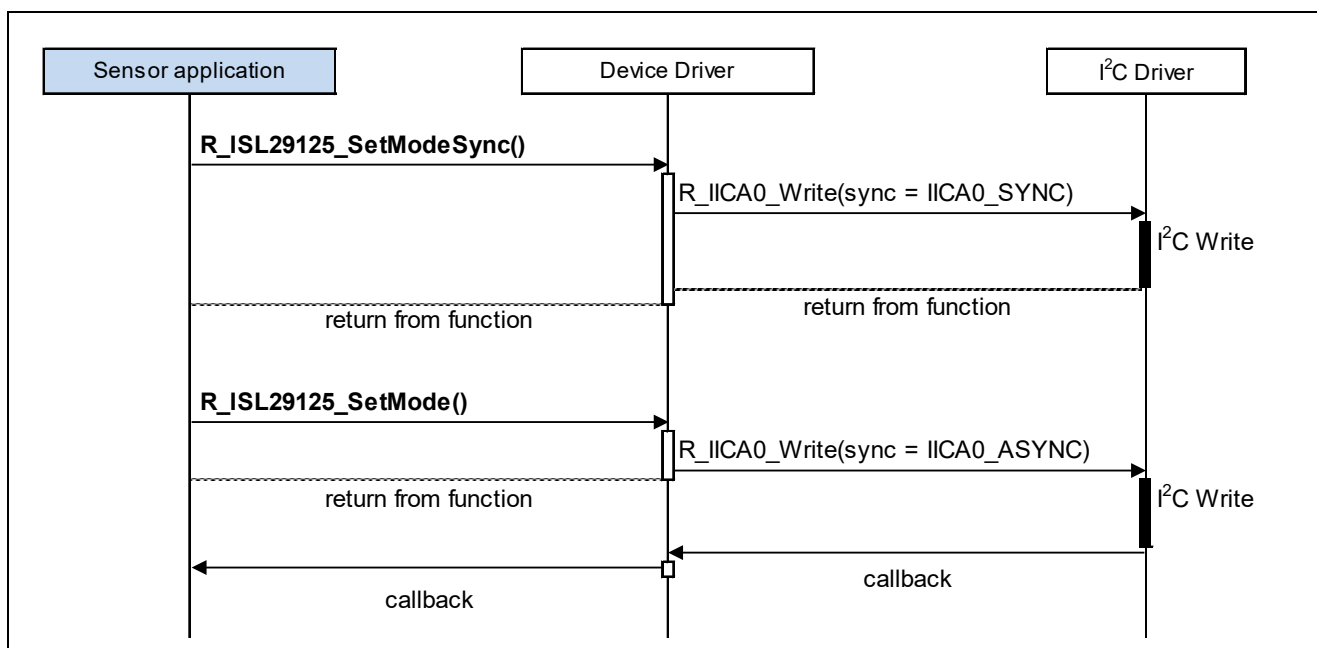 Sensor application
Device Driver
I²C Driver
R_ISL29125_SetModeSync()
R_IICA0_Write(sync = IICA0_SYNC)
I²C Write
return from function
return from function
R_ISL29125_SetMode()
R_IICA0_Write(sync = IICA0_ASYNC)
return from function
I²C Write
callback
callback